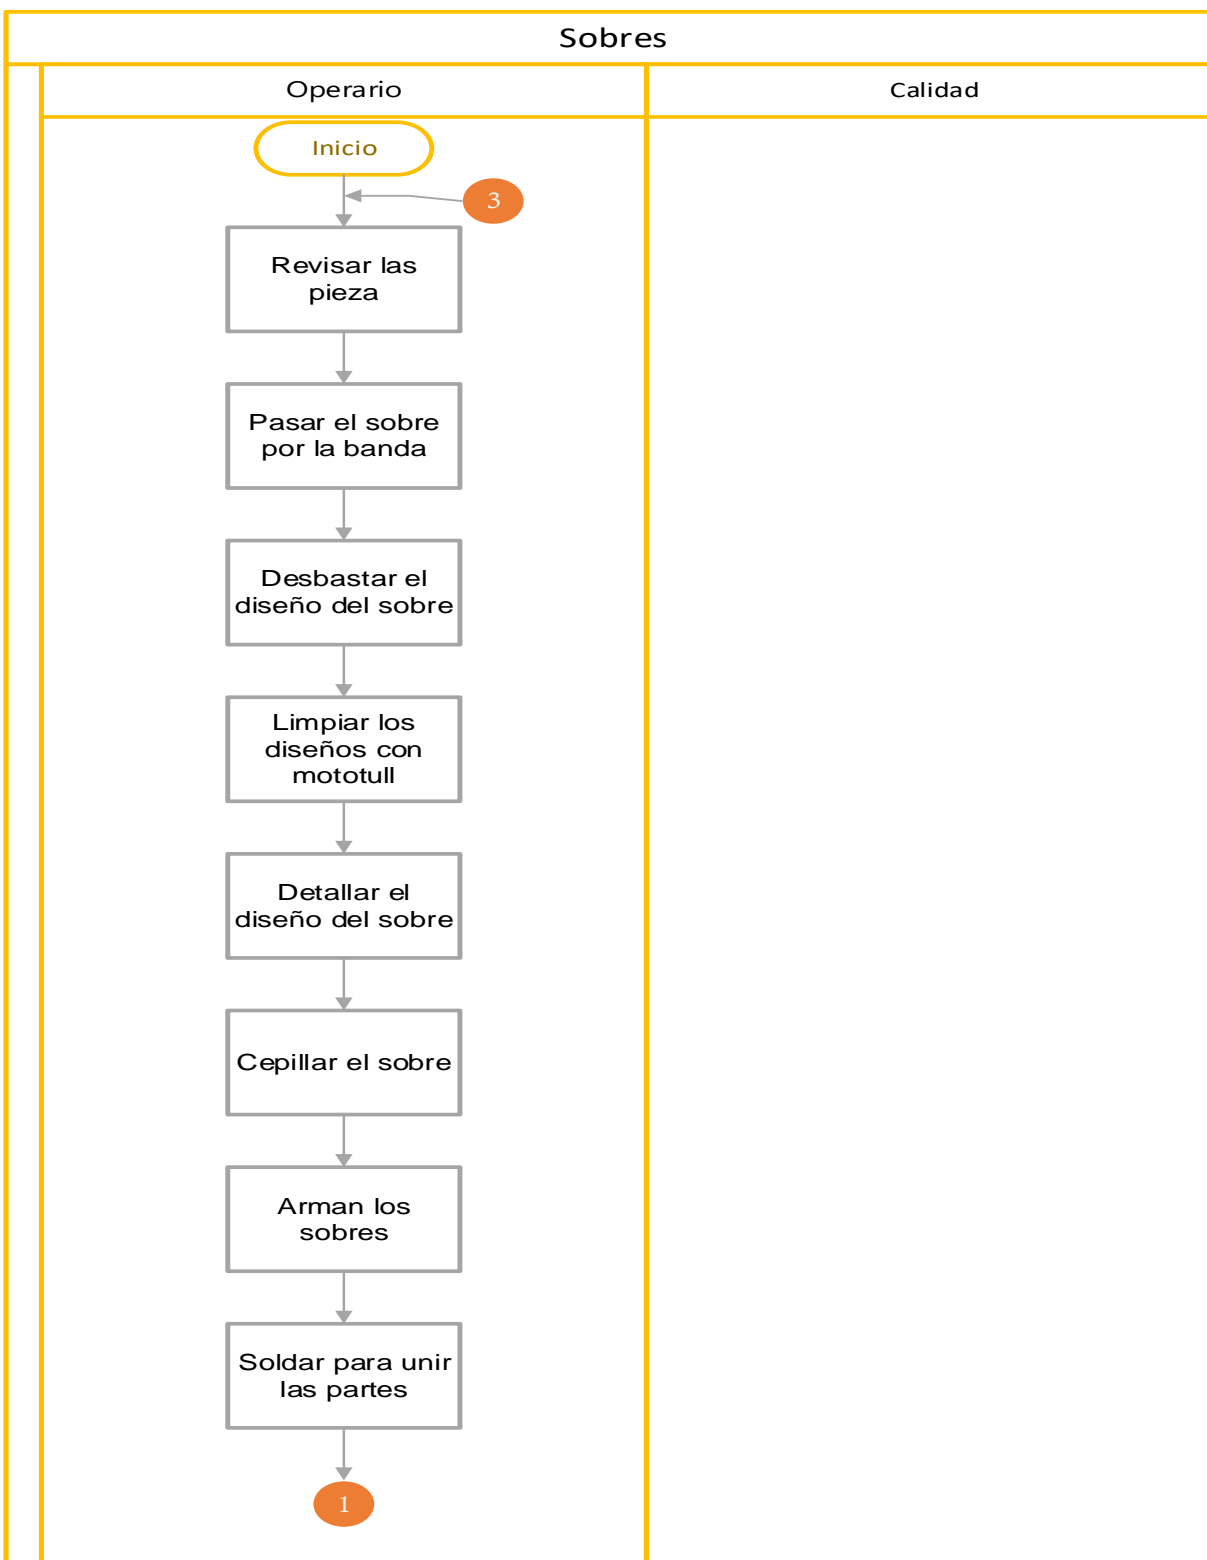 Sobres
Operario
Calidad
Inicio
3
Revisar las
pieza
Pasar el sobre
por la banda
Desbastar el
diseño del sobre
Limpiar los
diseños con
mototull
Detallar el
diseño del sobre
Cepillar el sobre
Arman los
sobres
Soldar para unir
las partes
1